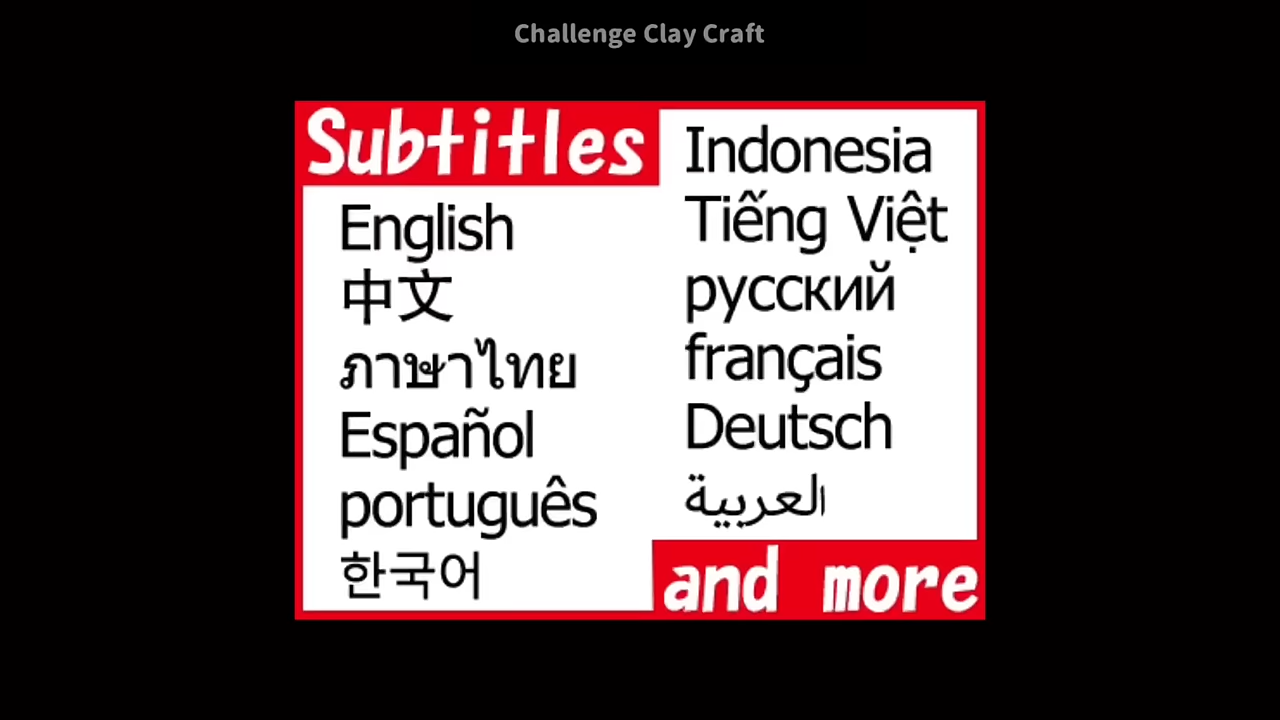 Challenge Clay Craft
Subtitles
English
中文
ภาษาไทย
Español
português
한국어
Indonesia
Tiếng Việt
русский
français
Deutsch
العربية
and more